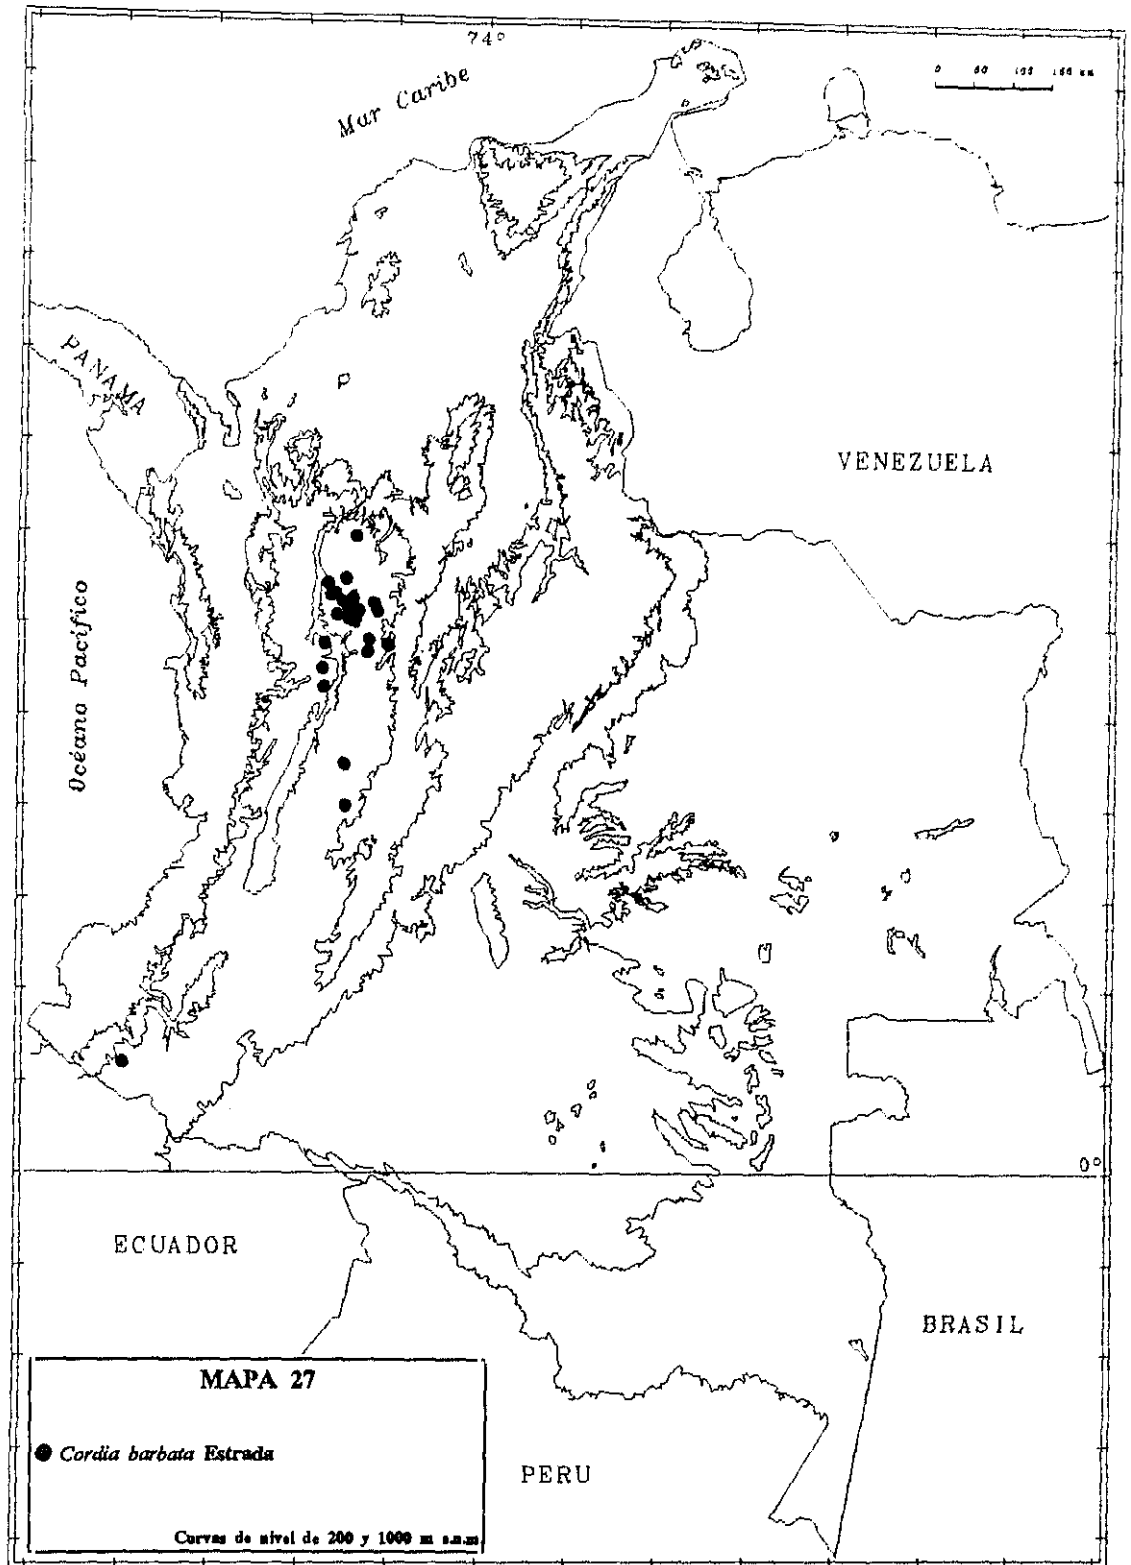 74°
Mar Caribe
PANAMA
VENEZUELA
Océano Pacífico
0°
ECUADOR
BRASIL
PERU
MAPA 27
Cordia barbata Estrada
Curvas de nivel de 200 y 1000 m s.n.m